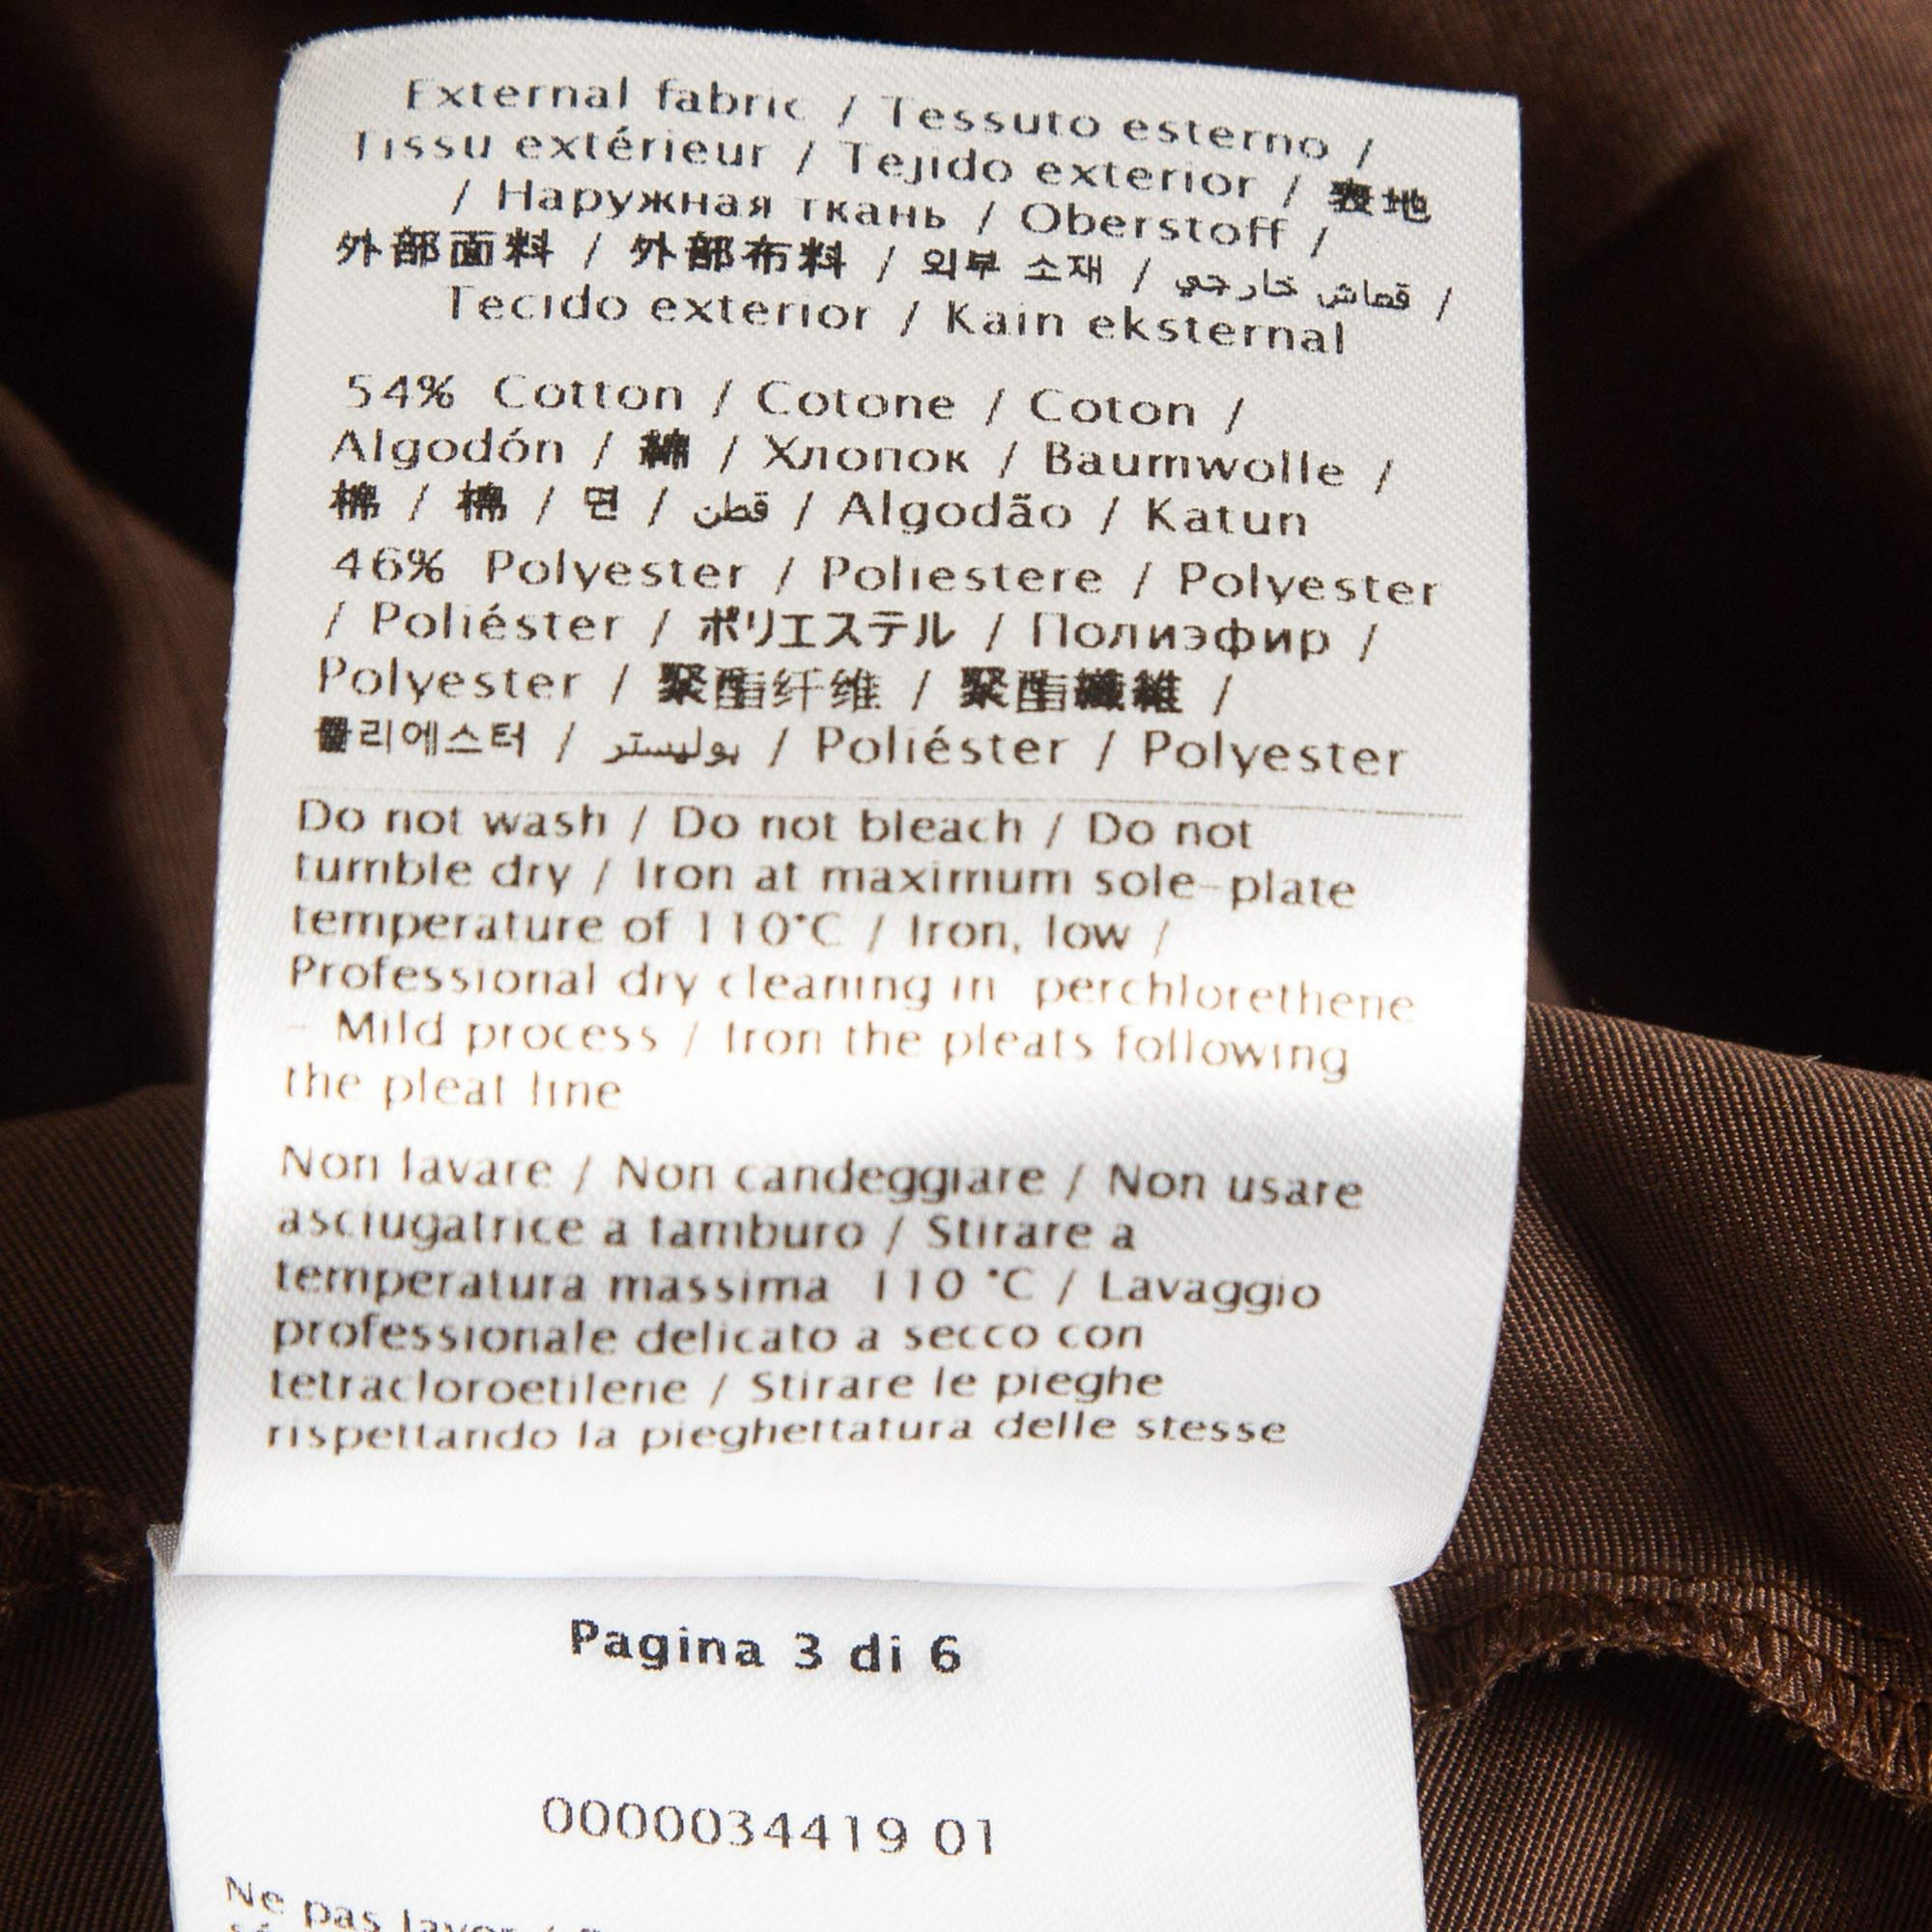 External fabric / Tessuto esterno /
Tissu extérieur / Tejido exterior / 表地
/ Наружная ткань / Oberstoff /
外部面料 / 外部布料 / 외부 소재 / قماش خارجي /
Tecido exterior / Kain eksternal
54% Cotton / Cotone / Coton /
Algodón / 綿 / Хлопок / Baumwolle /
棉 / 棉 / 면 / قطن / Algodão / Katun
46% Polyester / Poliestere / Polyester
/ Poliéster / ポリエステル / Полиэфир /
Polyester / 聚酯纤维 / 聚酯纖維 /
폴리에스터 / بوليستر / Poliéster / Polyester
Do not wash / Do not bleach / Do not
tumble dry / Iron at maximum sole-plate
temperature of 110°C / Iron, low /
Professional dry cleaning in perchlorethene
- Mild process / Iron the pleats following
the pleat line
Non lavare / Non candeggiare / Non usare
asciugatrice a tamburo / Stirare a
temperatura massima 110 °C / Lavaggio
professionale delicato a secco con
tetracloroetilene / Stirare le pieghe
rispettando la pieghettatura delle stesse
Pagina 3 di 6
0000034419 01
Ne pas laver /